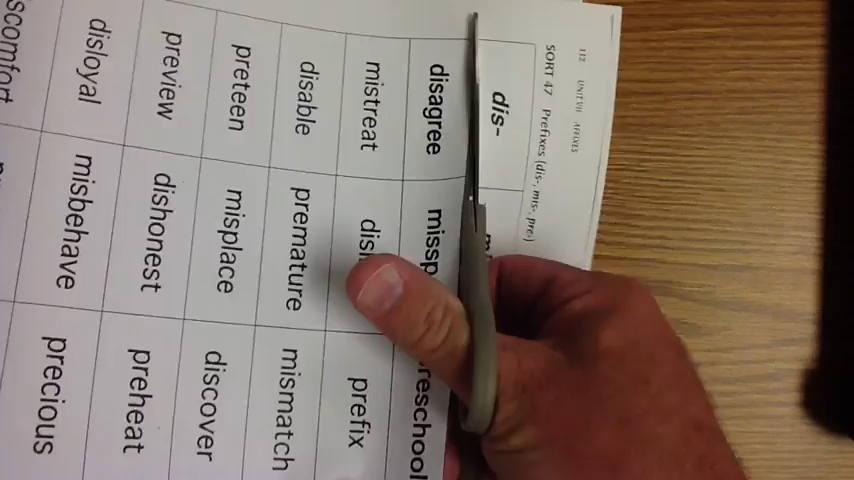 112 UNIT VII AFFIXES
SORT 47 Prefixes (dis-, mis-, pre-)
dis-
disagree
mistreat prefix
disable premature mismatch
preteen misplace discover
preview dishonest preheat
disloyal misbehave precious